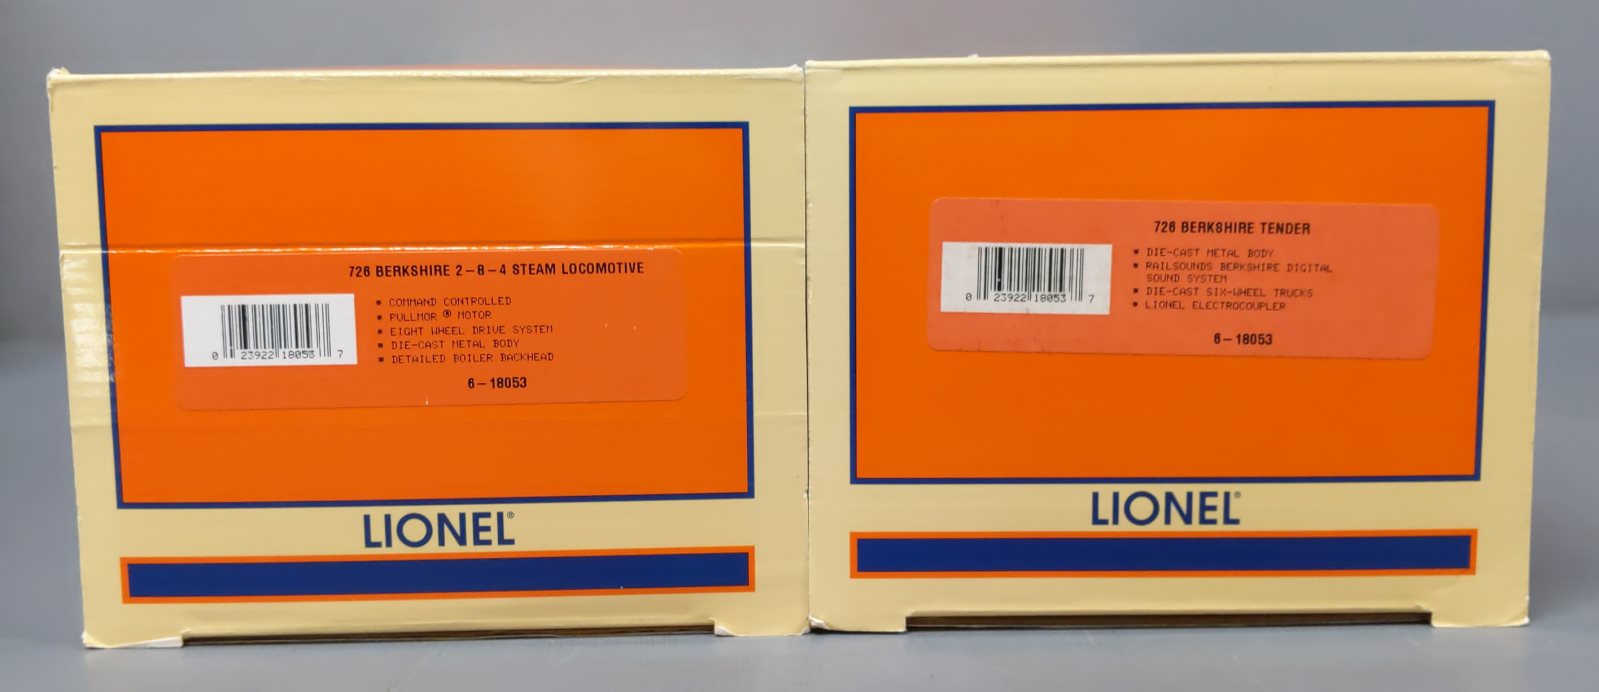 726 BERKSHIRE 2-8-4 STEAM LOCOMOTIVE
* COMMAND CONTROLLED
* PULLMOR ® MOTOR
* EIGHT WHEEL DRIVE SYSTEM
* DIE-CAST METAL BODY
* DETAILED BOILER BACKHEAD
0 23922 18053 7
6-18053
LIONEL®
726 BERKSHIRE TENDER
* DIE-CAST METAL BODY
* RAILSOUNDS BERKSHIRE DIGITAL
SOUND SYSTEM
* DIE-CAST SIX-WHEEL TRUCKS
* LIONEL ELECTROCOUPLER
0 23922 18053 7
6-18053
LIONEL®